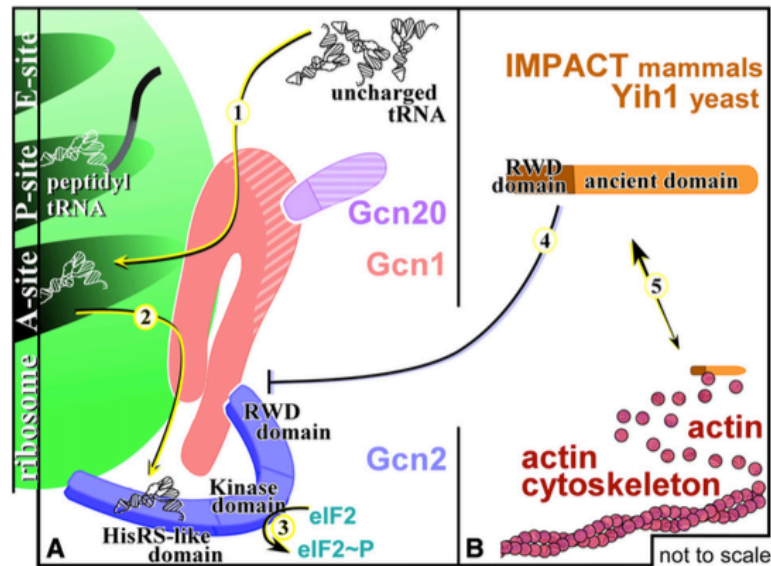 E-site
P-site
A-site
ribosome
peptidyl
tRNA
1
uncharged
tRNA
Gcn20
Gcn1
2
RWD
domain
Gcn2
Kinase
domain
HisRS-like
domain
3
eIF2
eIF2~P
A
IMPACT mammals
Yih1 yeast
RWD
domain
ancient domain
4
5
actin
actin
cytoskeleton
B
not to scale